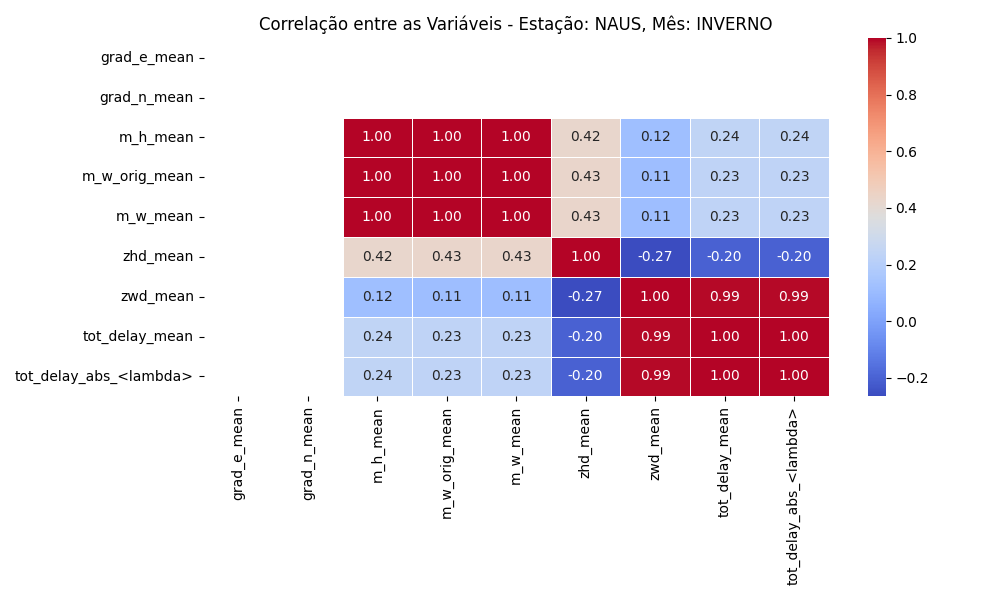 Correlação entre as Variáveis - Estação: NAUS, Mês: INVERNO
grad_e_mean
grad_n_mean
m_h_mean 1.00 1.00 1.00 0.42 0.12 0.24 0.24
m_w_orig_mean 1.00 1.00 1.00 0.43 0.11 0.23 0.23
m_w_mean 1.00 1.00 1.00 0.43 0.11 0.23 0.23
zhd_mean 0.42 0.43 0.43 1.00 -0.27 -0.20 -0.20
zwd_mean 0.12 0.11 0.11 -0.27 1.00 0.99 0.99
tot_delay_mean 0.24 0.23 0.23 -0.20 0.99 1.00 1.00
tot_delay_abs_<lambda> 0.24 0.23 0.23 -0.20 0.99 1.00 1.00
grad_e_mean
grad_n_mean
m_h_mean
m_w_orig_mean
m_w_mean
zhd_mean
zwd_mean
tot_delay_mean
tot_delay_abs_<lambda>
1.0
0.8
0.6
0.4
0.2
0.0
−0.2